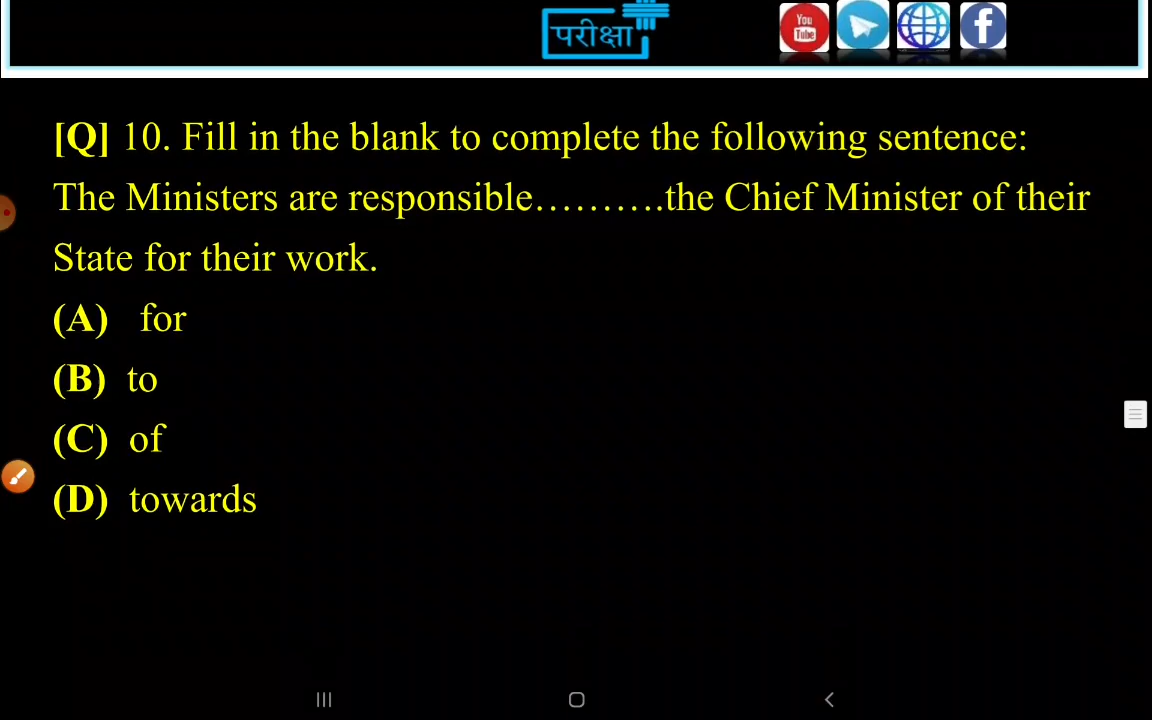 परीक्षा
You
Tube
f
[Q] 10. Fill in the blank to complete the following sentence:
The Ministers are responsible..........the Chief Minister of their
State for their work.
(A) for
(B) to
(C) of
(D) towards